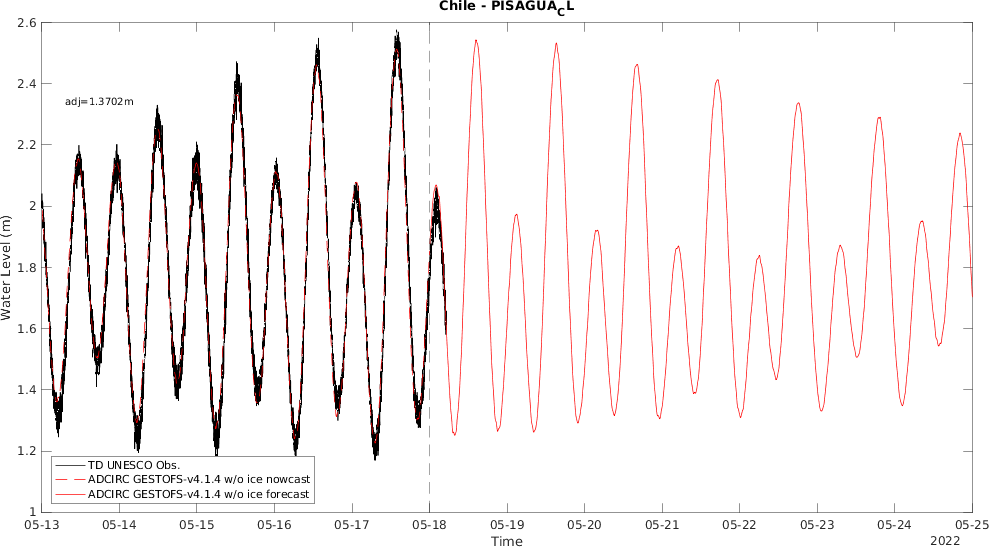 Chile - PISAGUA_CL
2.6
2.4
2.2
2
1.8
1.6
1.4
1.2
1
Water Level (m)
adj=1.3702m
TD UNESCO Obs.
ADCIRC GESTOFS-v4.1.4 w/o ice nowcast
ADCIRC GESTOFS-v4.1.4 w/o ice forecast
05-13 05-14 05-15 05-16 05-17 05-18 05-19 05-20 05-21 05-22 05-23 05-24 05-25
Time
2022